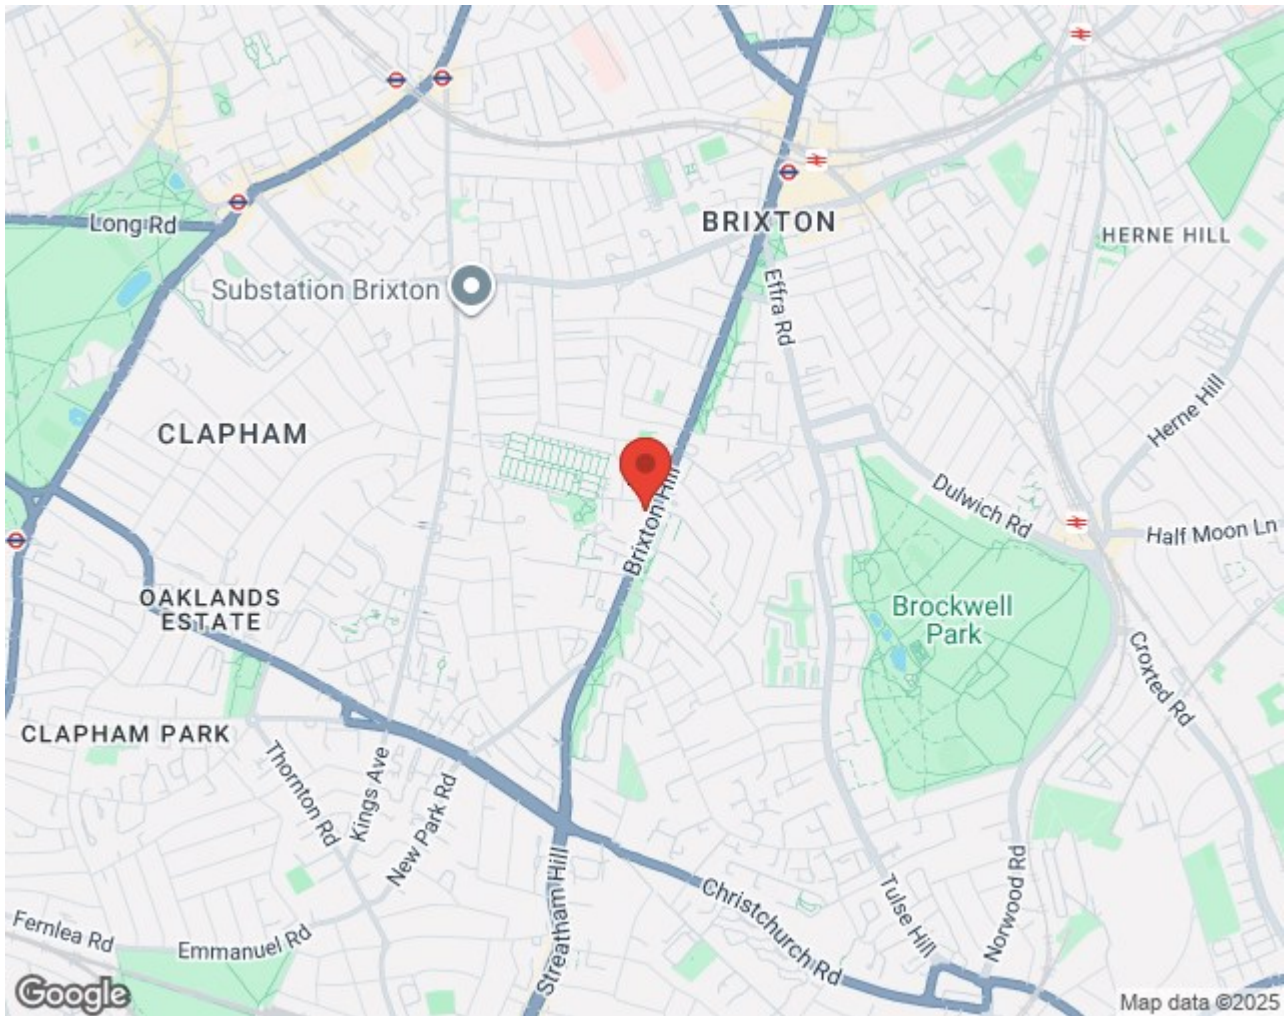 Long Rd
BRIXTON
HERNE HILL
Substation Brixton
Effra Rd
Herne Hill
CLAPHAM
Brixton Hill
Dulwich Rd
Half Moon Ln
OAKLANDS
ESTATE
Brockwell
Park
Croxted Rd
CLAPHAM PARK
Thornton Rd
Kings Ave
New Park Rd
Streatham Hill
Christchurch Rd
Tulse Hill
Norwood Rd
Fernlea Rd
Emmanuel Rd
Google
Map data ©2025